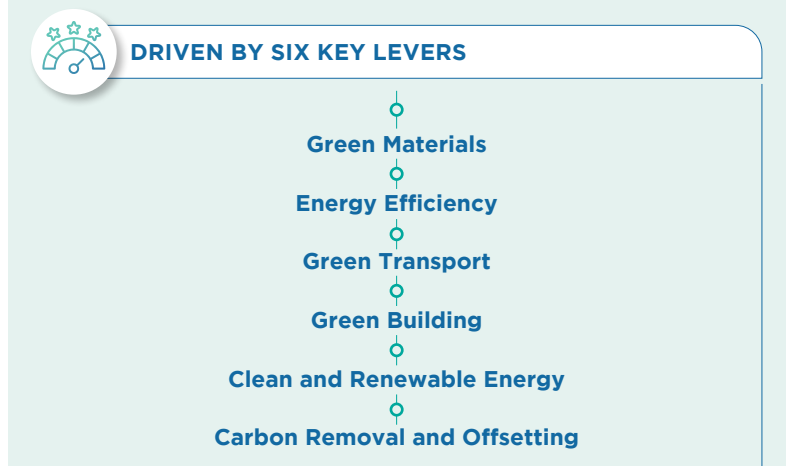 DRIVEN BY SIX KEY LEVERS
Green Materials
Energy Efficiency
Green Transport
Green Building
Clean and Renewable Energy
Carbon Removal and Offsetting